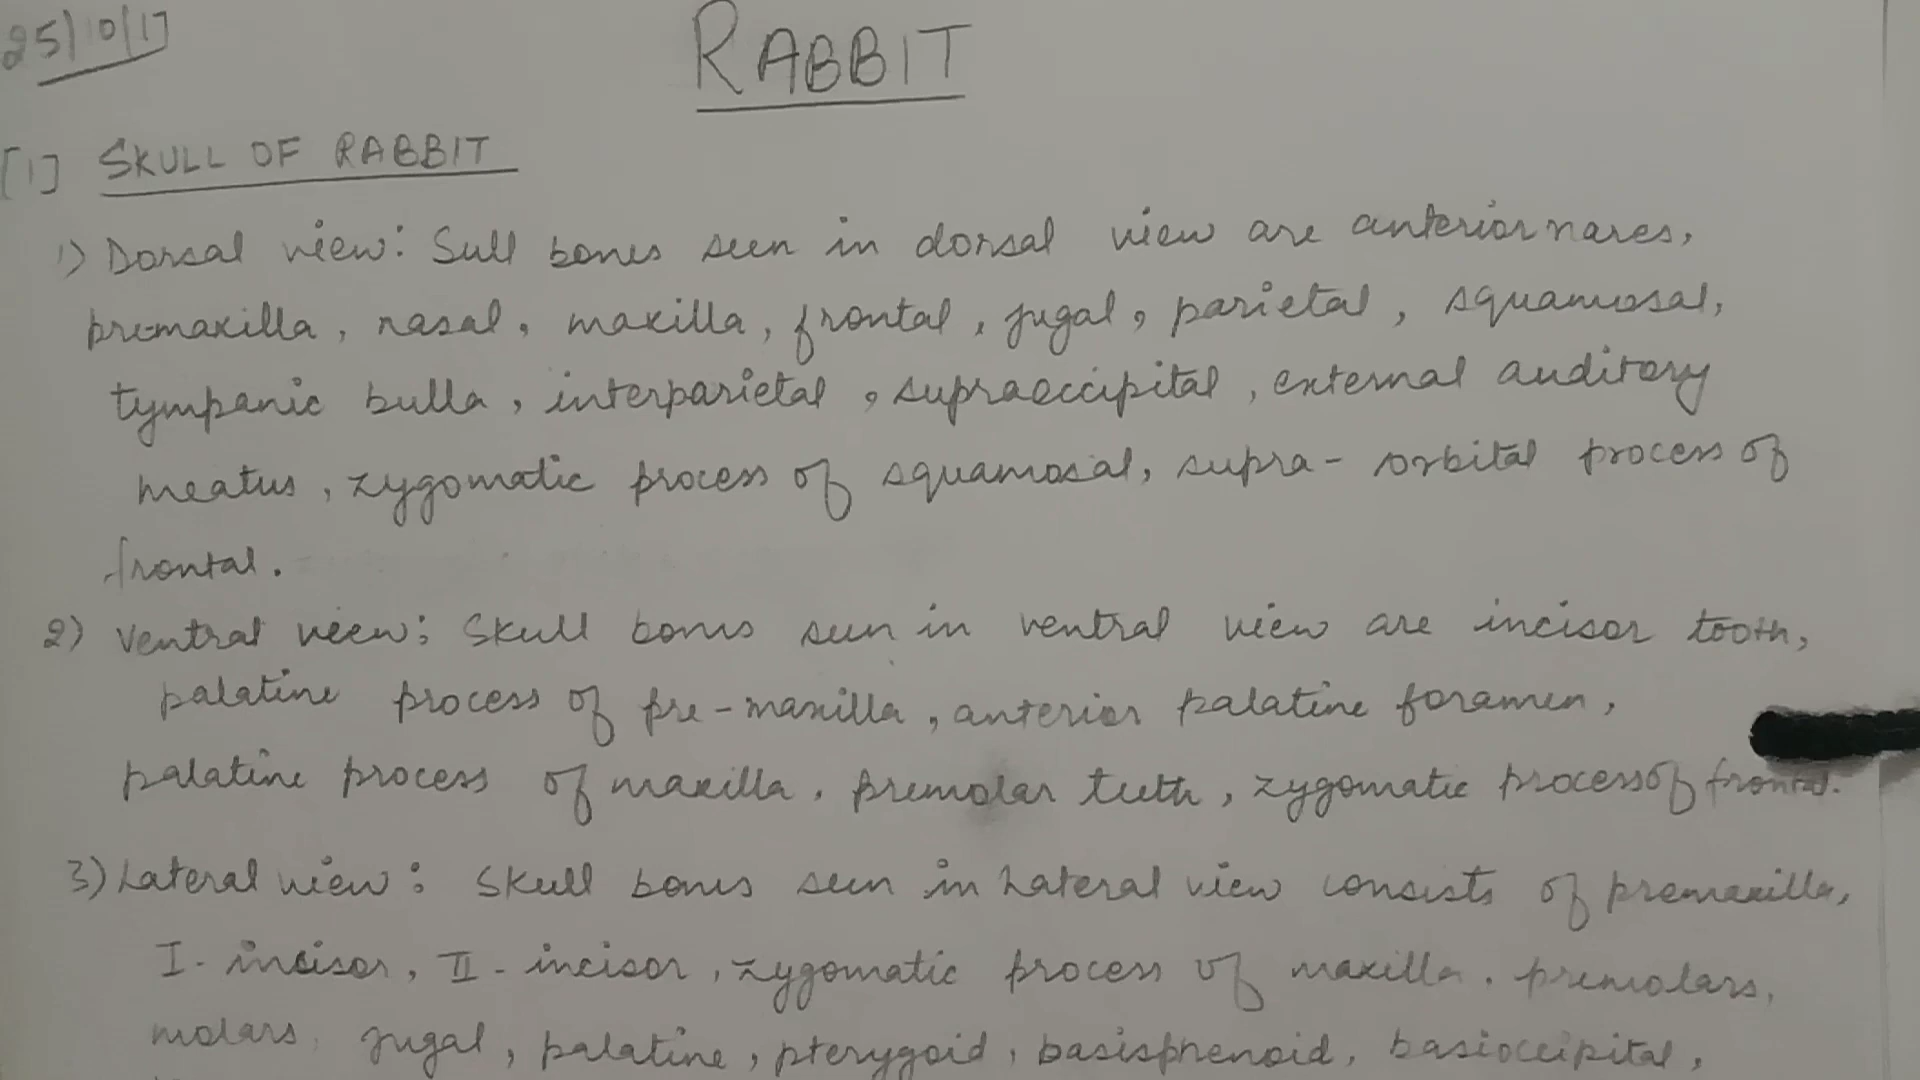 25/10/17
RABBIT
[1] SKULL OF RABBIT
1) Dorsal view: Sull bones seen in dorsal view are anterior nares,
premaxilla, nasal, maxilla, frontal, jugal, parietal, squamosal,
tympanic bulla, interparietal, supraoccipital, external auditory
meatus, zygomatic process of squamosal, supra-orbital process of
frontal.
2) Ventral view: Skull bones seen in ventral view are incisor tooth,
palatine process of pre-maxilla, anterior palatine foramen,
palatine process of maxilla, premolar teeth, zygomatic process of frontal.
3) Lateral view: Skull bones seen in Lateral view consists of premaxilla,
I-incisor, II-incisor, zygomatic process of maxilla, premolars,
molars, jugal, palatine, pterygoid, basisphenoid, basioccipital,